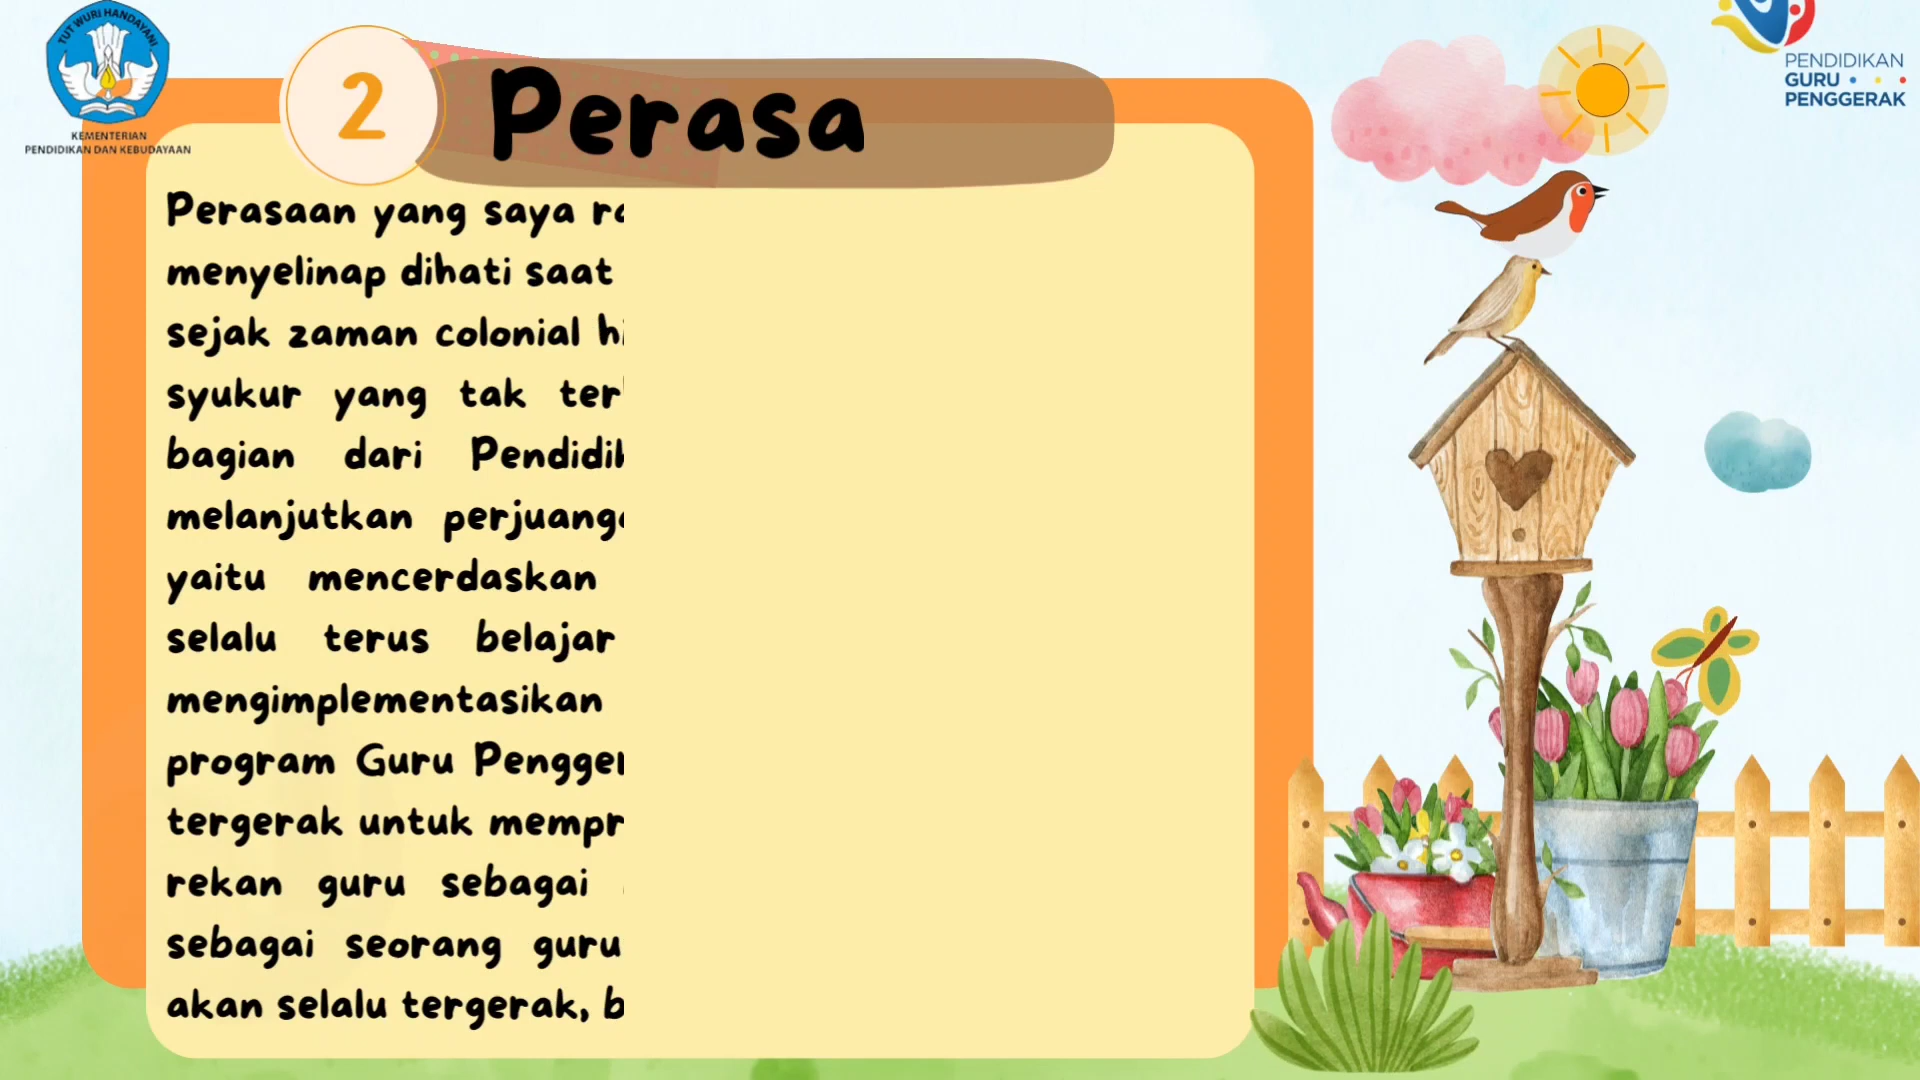 TUT WURI HANDAYANI
KEMENTERIAN
PENDIDIKAN DAN KEBUDAYAAN
PENDIDIKAN
GURU
PENGGERAK
2
Perasa
Perasaan yang saya
menyelinap dihati saat
sejak zaman colonial
syukur yang tak
bagian dari
melanjutkan
yaitu mencerdaskan
selalu terus belajar
mengimplementasikan
program Guru
tergerak untuk
rekan guru sebagai
sebagai seorang guru
akan selalu tergerak,